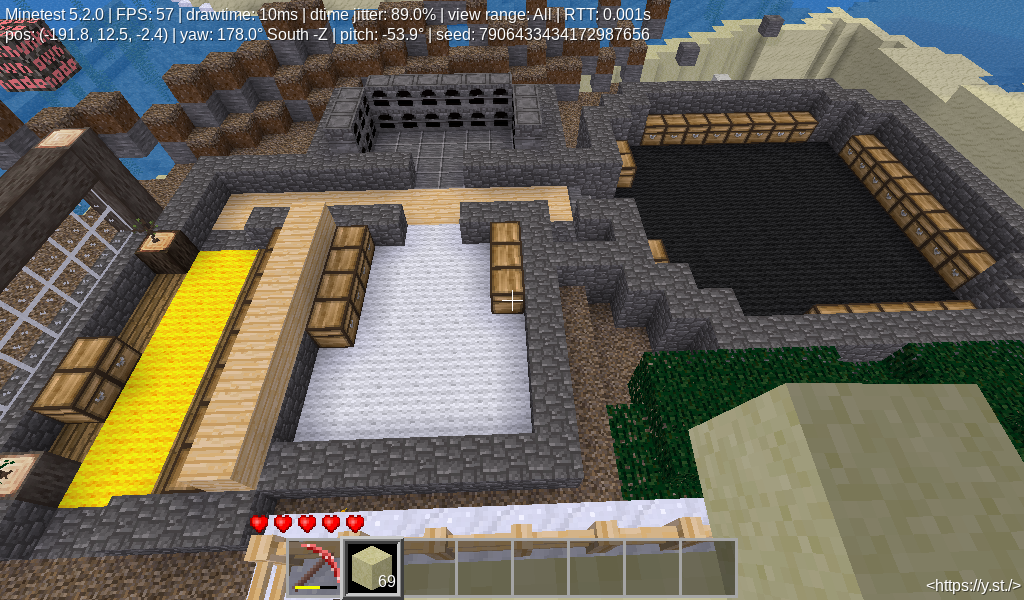 Minetest 5.2.0 | FPS: 57 | drawtime: 10ms | dtime jitter: 89.0% | view range: All | RTT: 0.001s
pos: (-191.8, 12.5, -2.4) | yaw: 178.0° South -Z | pitch: -53.9° | seed: 7906433434172987656
69
<https://y.st./>